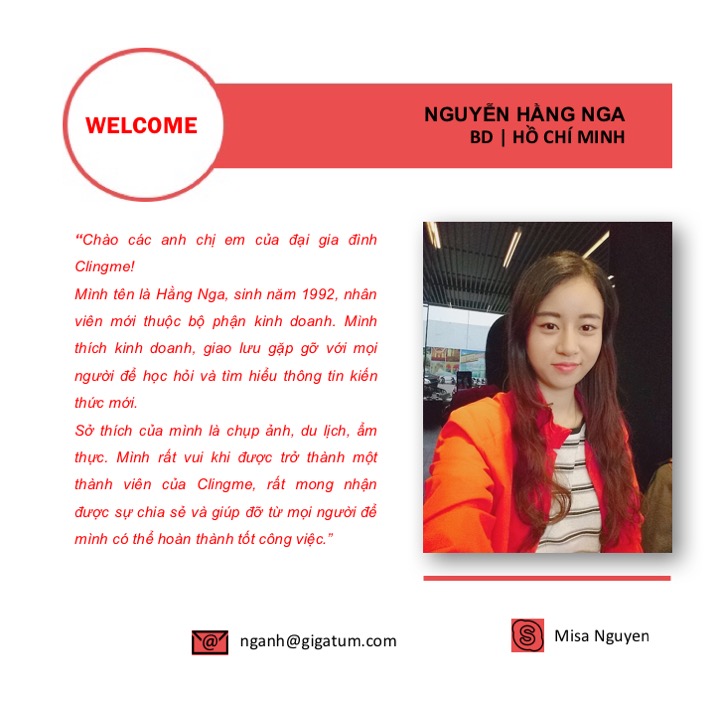 WELCOME
NGUYỄN HẰNG NGA
BD | HỒ CHÍ MINH
“Chào các anh chị em của đại gia đình
Clingme!
Mình tên là Hằng Nga, sinh năm 1992, nhân
viên mới thuộc bộ phận kinh doanh. Mình
thích kinh doanh, giao lưu gặp gỡ với mọi
người để học hỏi và tìm hiểu thông tin kiến
thức mới.
Sở thích của mình là chụp ảnh, du lịch, ẩm
thực. Mình rất vui khi được trở thành một
thành viên của Clingme, rất mong nhận
được sự chia sẻ và giúp đỡ từ mọi người để
mình có thể hoàn thành tốt công việc.”
@ nganh@gigatum.com
S Misa Nguyen